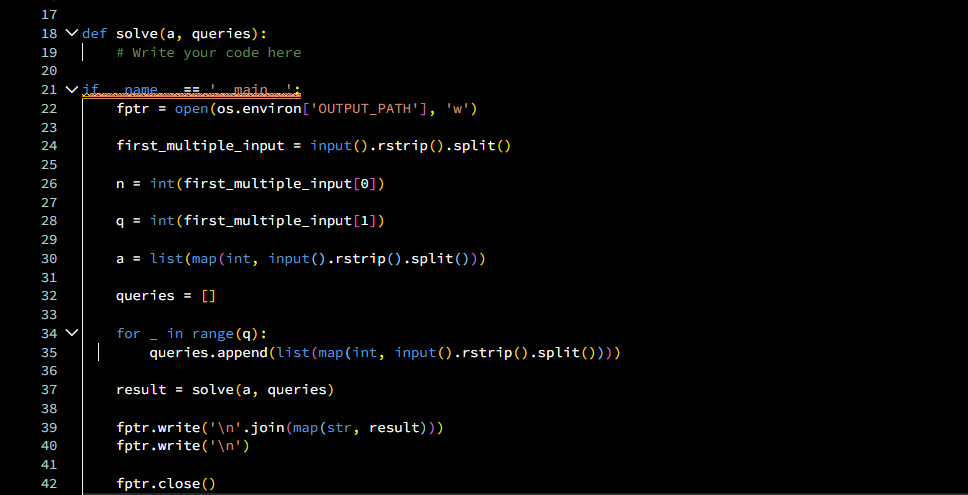 17
18 def solve(a, queries):
19 # Write your code here
20
21 if __name__ == '__main__':
22 fptr = open(os.environ['OUTPUT_PATH'], 'w')
23
24 first_multiple_input = input().rstrip().split()
25
26 n = int(first_multiple_input[0])
27
28 q = int(first_multiple_input[1])
29
30 a = list(map(int, input().rstrip().split()))
31
32 queries = []
33
34 for _ in range(q):
35 queries.append(list(map(int, input().rstrip().split())))
36
37 result = solve(a, queries)
38
39 fptr.write('\n'.join(map(str, result)))
40 fptr.write('\n')
41
42 fptr.close()